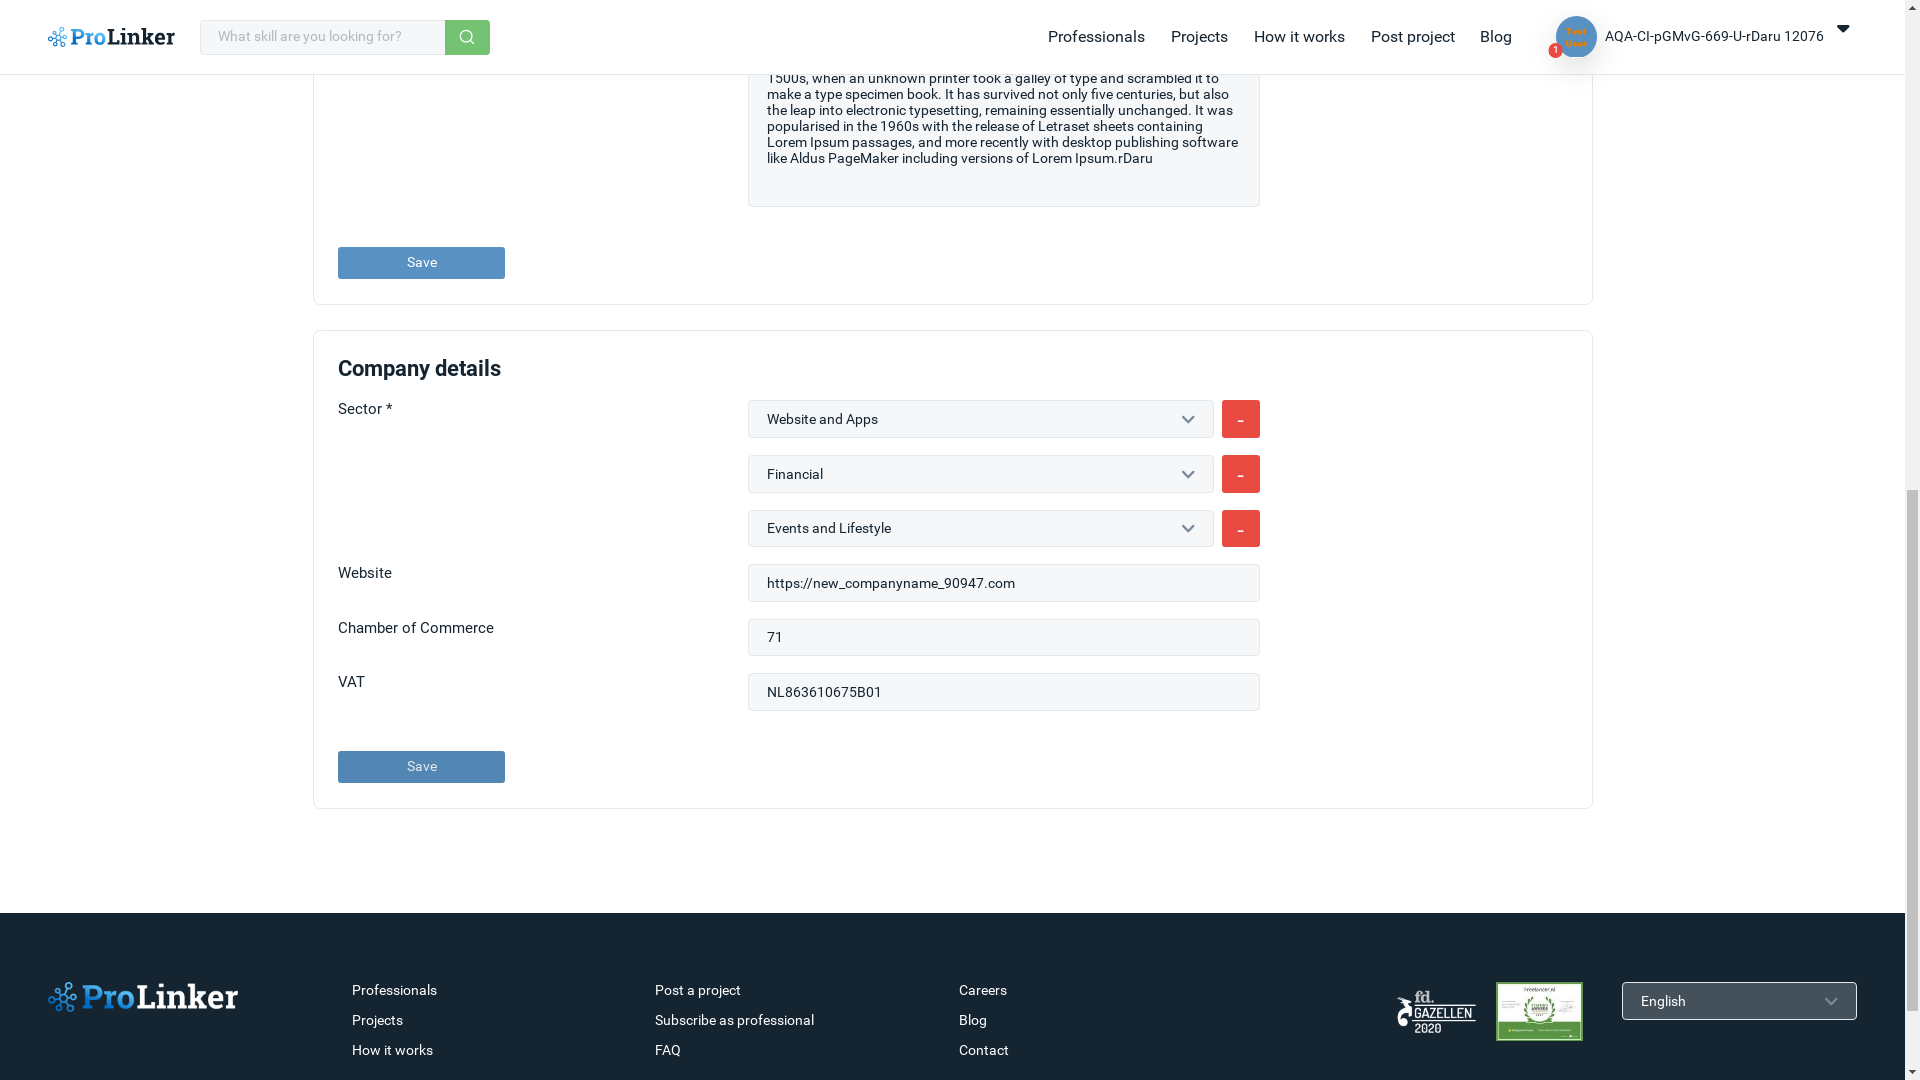 ProLinker
What skill are you looking for?
Professionals
Projects
How it works
Post project
Blog
Test
User
1
AQA-CI-pGMvG-669-U-rDaru 12076
1500s, when an unknown printer took a galley of type and scrambled it to
make a type specimen book. It has survived not only five centuries, but also
the leap into electronic typesetting, remaining essentially unchanged. It was
popularised in the 1960s with the release of Letraset sheets containing
Lorem Ipsum passages, and more recently with desktop publishing software
like Aldus PageMaker including versions of Lorem Ipsum.rDaru
Save
Company details
Sector *
Website and Apps
-
Financial
-
Events and Lifestyle
-
Website
https://new_companyname_90947.com
Chamber of Commerce
71
VAT
NL863610675B01
Save
ProLinker
Professionals
Projects
How it works
Post a project
Subscribe as professional
FAQ
Careers
Blog
Contact
fd.
GAZELLEN
2020
Freelancer.nl
English